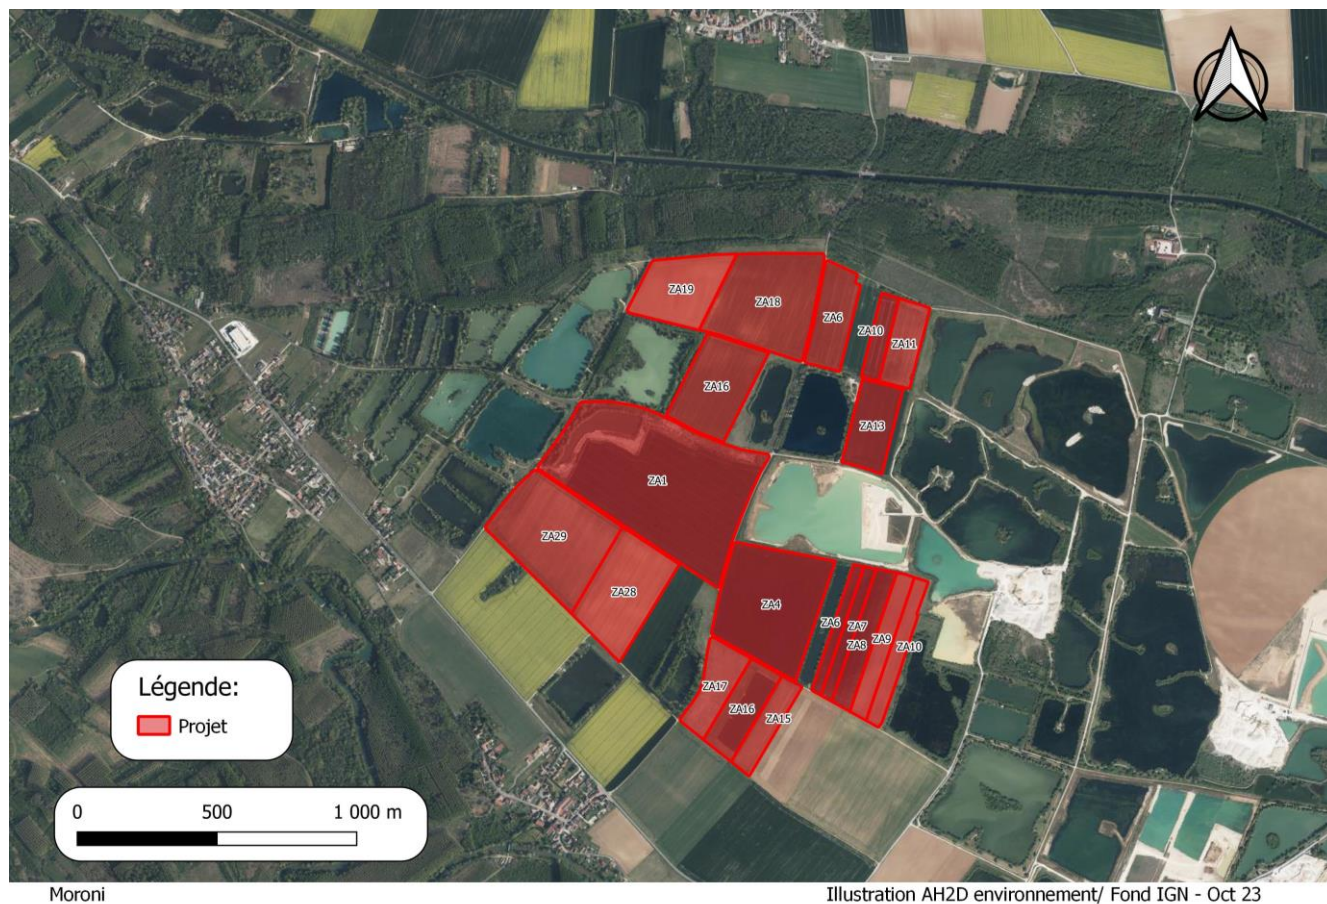 ZA19
ZA18
ZA6
ZA10
ZA11
ZA16
ZA13
ZA1
ZA29
ZA28
ZA4
ZA6
ZA7
ZA8
ZA9
ZA10
ZA17
ZA16
ZA15
Légende:
Projet
0 500 1 000 m
Moroni
Illustration AH2D environnement/ Fond IGN - Oct 23